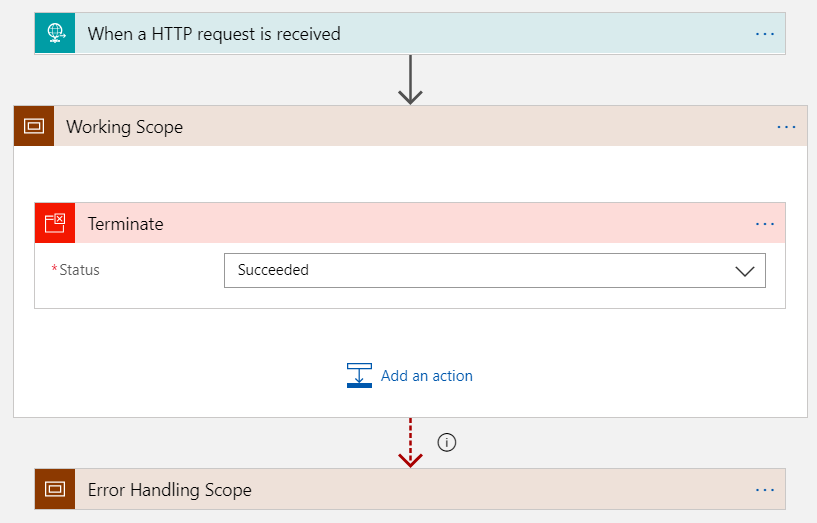 When a HTTP request is received
Working Scope
Terminate
*Status
Succeeded
Add an action
Error Handling Scope